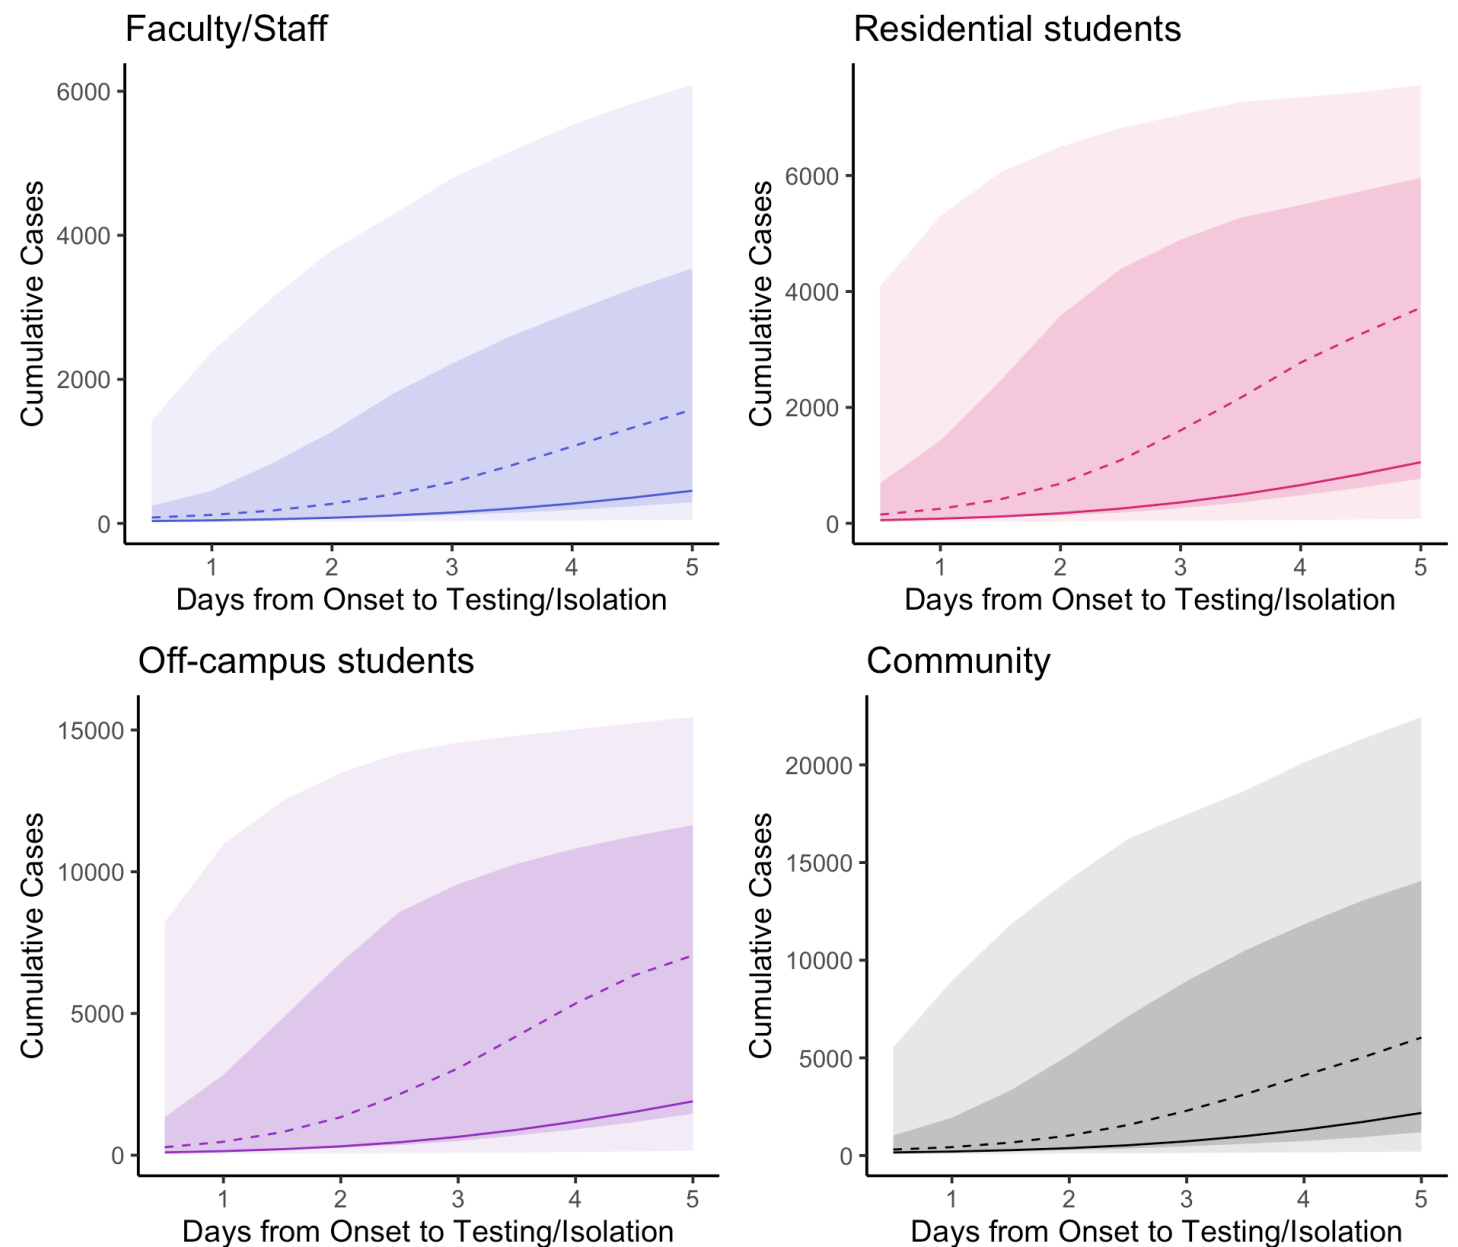 Faculty/Staff
Cumulative Cases
6000
4000
2000
0
1 2 3 4 5
Days from Onset to Testing/Isolation
Residential students
Cumulative Cases
6000
4000
2000
0
1 2 3 4 5
Days from Onset to Testing/Isolation
Off-campus students
Cumulative Cases
15000
10000
5000
0
1 2 3 4 5
Days from Onset to Testing/Isolation
Community
Cumulative Cases
20000
15000
10000
5000
0
1 2 3 4 5
Days from Onset to Testing/Isolation